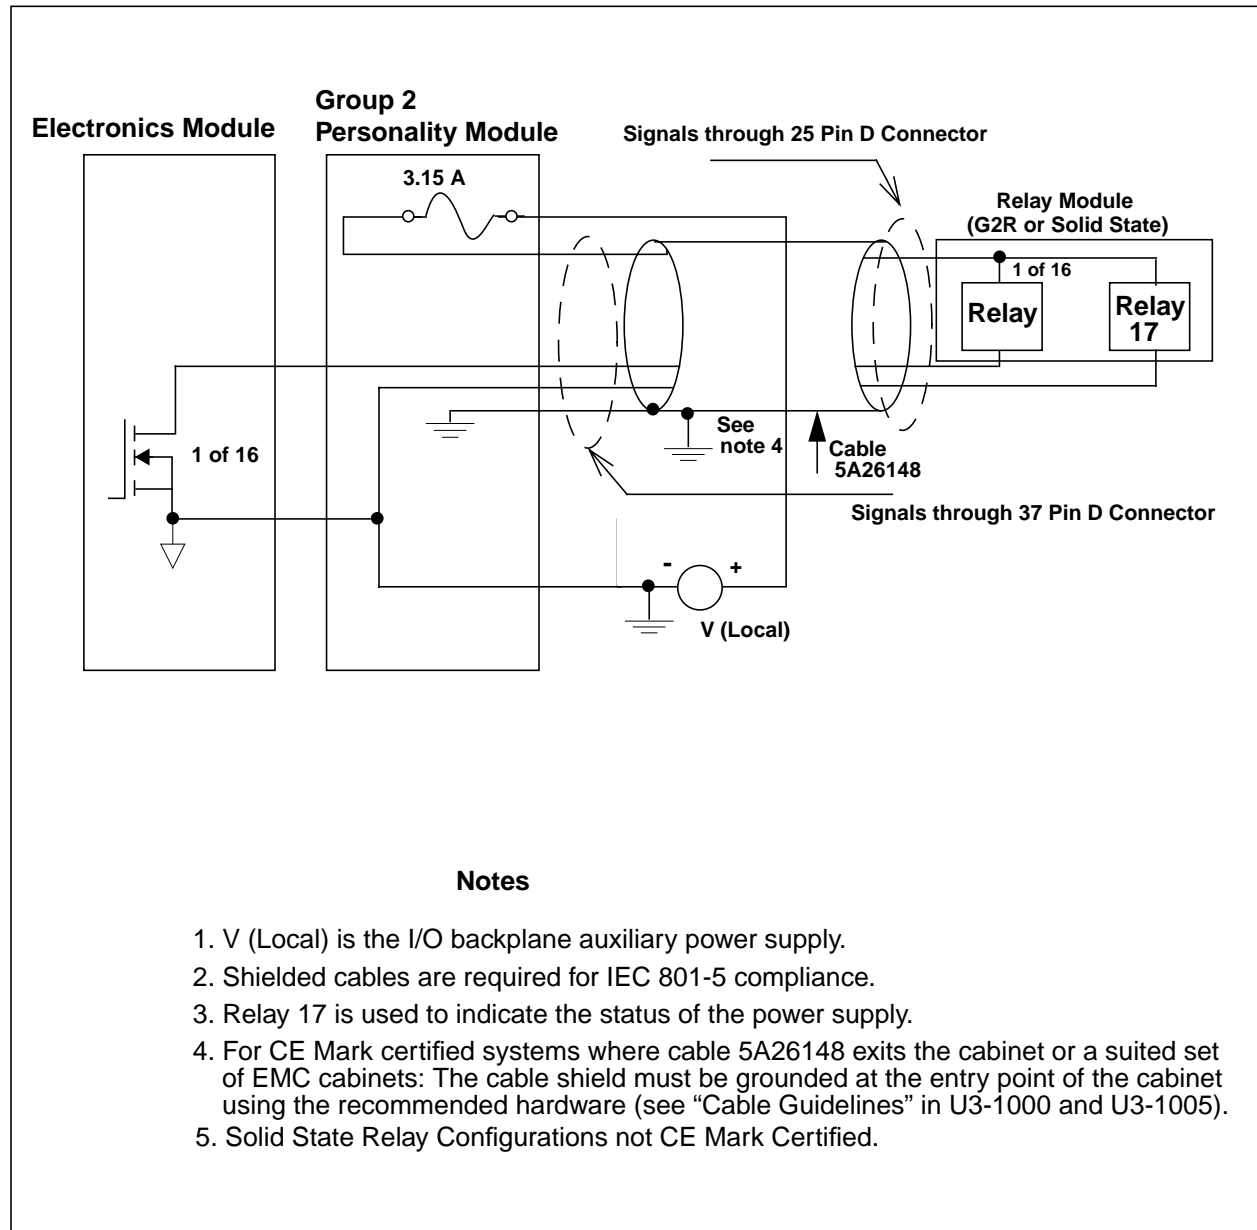 Group 2
Electronics Module
Personality Module
Signals through 25 Pin D Connector
3.15 A
Relay Module
(G2R or Solid State)
1 of 16
Relay
Relay
17
1 of 16
See
note 4
Cable
5A26148
Signals through 37 Pin D Connector
- +
V (Local)
Notes
1. V (Local) is the I/O backplane auxiliary power supply.
2. Shielded cables are required for IEC 801-5 compliance.
3. Relay 17 is used to indicate the status of the power supply.
4. For CE Mark certified systems where cable 5A26148 exits the cabinet or a suited set
of EMC cabinets: The cable shield must be grounded at the entry point of the cabinet
using the recommended hardware (see “Cable Guidelines” in U3-1000 and U3-1005).
5. Solid State Relay Configurations not CE Mark Certified.